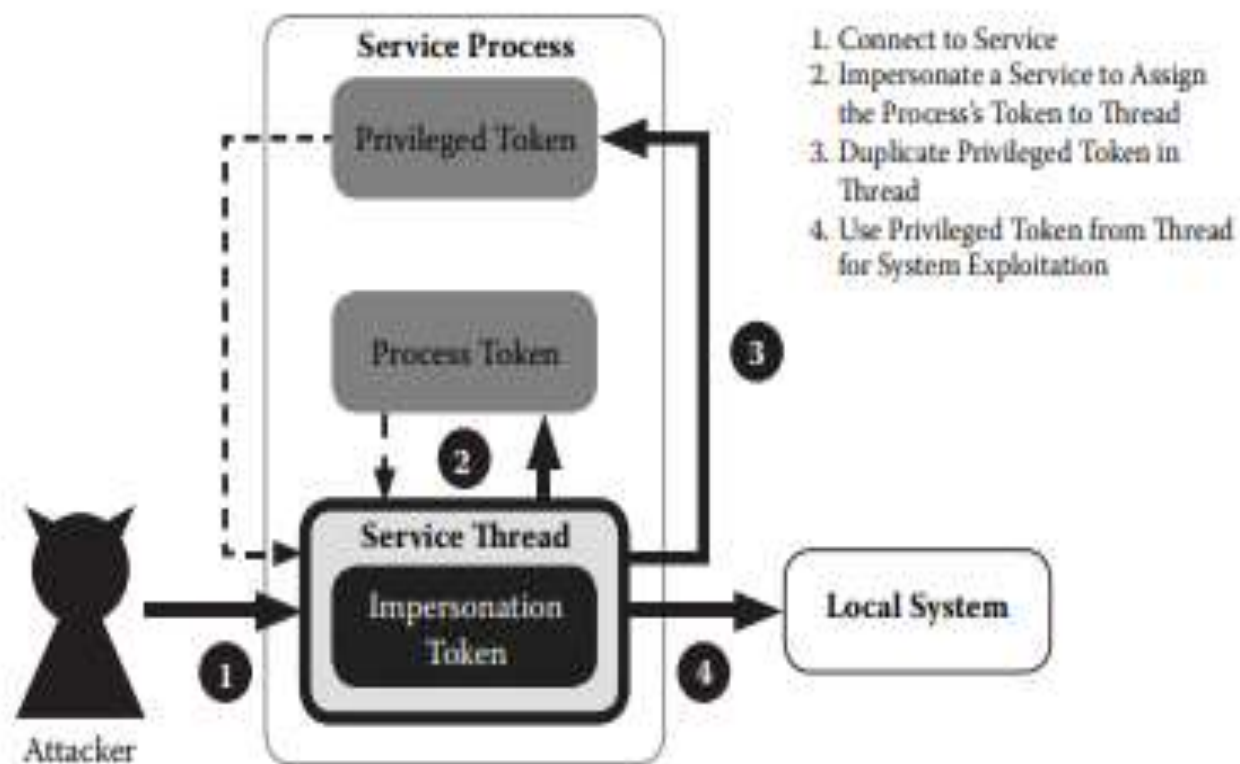 Service Process
Privileged Token
Process Token
2
Service Thread
Impersonation
Token
1
Attacker
3
4
Local System
1. Connect to Service
2. Impersonate a Service to Assign
the Process's Token to Thread
3. Duplicate Privileged Token in
Thread
4. Use Privileged Token from Thread
for System Exploitation